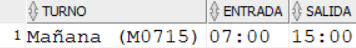 TURNO ENTRADA SALIDA
1 Mañana (M0715) 07:00 15:00